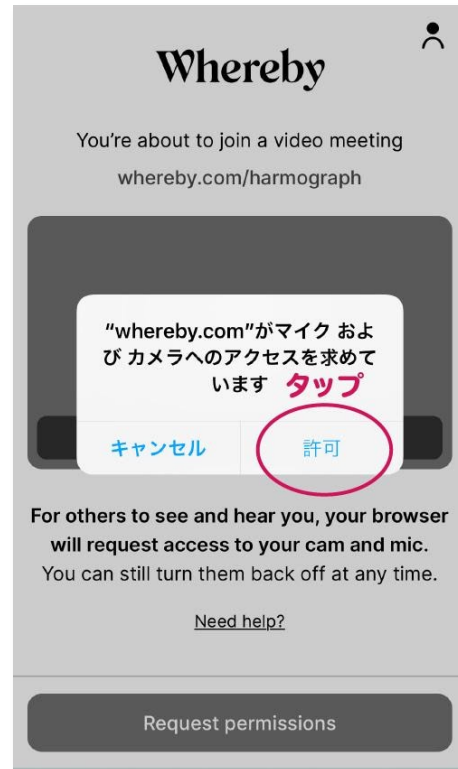 Whereby
You're about to join a video meeting
whereby.com/harmograph
"whereby.com"がマイク およ
び カメラへのアクセスを求めて
います タップ
キャンセル 許可
For others to see and hear you, your browser
will request access to your cam and mic.
You can still turn them back off at any time.
Need help?
Request permissions